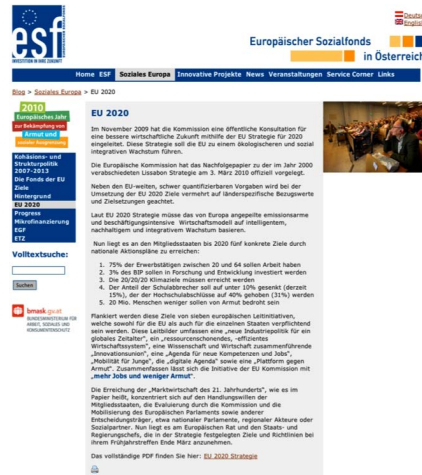 esf
INVESTITION IN IHRE ZUKUNFT
Deutsch
English
Europäischer Sozialfonds
in Österreich
Home ESF Soziales Europa Innovative Projekte News Veranstaltungen Service Corner Links
Blog > Soziales Europa > EU 2020
2010
Europäisches Jahr
zur Bekämpfung von
Armut und
sozialer Ausgrenzung
Kohäsions- und
Strukturpolitik
2007-2013
Die Fonds der EU
Ziele
Hintergrund
EU 2020
Progress
Mikrofinanzierung
EGF
ETZ
Volltextsuche:
Suchen
bmask.gv.at
BUNDESMINISTERIUM FÜR
ARBEIT, SOZIALES UND
KONSUMENTENSCHUTZ
EU 2020
Im November 2009 hat die Kommission eine öffentliche Konsultation für
eine bessere wirtschaftliche Zukunft mithilfe der EU Strategie für 2020
eingeleitet. Diese Strategie soll die EU zu einem ökologischeren und sozial
integrativen Wachstum führen.
Die Europäische Kommission hat das Nachfolgepapier zu der im Jahr 2000
verabschiedeten Lissabon Strategie am 3. März 2010 offiziell vorgelegt.
Neben den EU-weiten, schwer quantifizierbaren Vorgaben wird bei der
Umsetzung der EU 2020 Ziele vermehrt auf länderspezifische Bezugswerte
und Zielsetzungen geachtet.
Laut EU 2020 Strategie müsse das von Europa angepeilte emissionsarme
und beschäftigungsintensive Wirtschaftsmodell auf intelligentem,
nachhaltigem und integrativem Wachstum basieren.
Nun liegt es an den Mitgliedsstaaten bis 2020 fünf konkrete Ziele durch
nationale Aktionspläne zu erreichen:
1. 75% der Erwerbstätigen zwischen 20 und 64 sollen Arbeit haben
2. 3% des BIP sollen in Forschung und Entwicklung investiert werden
3. Die 20/20/20 Klimaziele müssen erreicht werden
4. Der Anteil der Schulabbrecher soll auf unter 10% gesenkt (derzeit
15%), der der Hochschulabschlüsse auf 40% gehoben (31%) werden
5. 20 Mio. Menschen weniger sollen von Armut bedroht sein
Flankiert werden diese Ziele von sieben europäischen Leitinitiativen,
welche sowohl für die EU als auch für die einzelnen Staaten verpflichtend
sein werden. Diese Leitbilder umfassen eine „neue Industriepolitik für ein
globales Zeitalter", ein „ressourcenschonendes, -effizientes
Wirtschaftssystem", eine Wissenschaft und Wirtschaft zusammenführende
„Innovationsunion", eine „Agenda für neue Kompetenzen und Jobs",
„Mobilität für Junge", die „digitale Agenda" sowie eine „Plattform gegen
Armut". Zusammenfassen lässt sich die Initiative der EU Kommission mit
„mehr Jobs und weniger Armut".
Die Erreichung der „Marktwirtschaft des 21. Jahrhunderts", wie es im
Papier heißt, konzentriert sich auf den Handlungswillen der
Mitgliedsstaaten, die Evaluierung durch die Kommission und die
Mobilisierung des Europäischen Parlaments sowie anderer
Entscheidungsträger, etwa nationaler Parlamente, regionaler Akteure oder
Sozialpartner. Nun liegt es am Europäischen Rat und den Staats- und
Regierungschefs, die in der Strategie festgelegten Ziele und Richtlinien bei
ihrem Frühjahrstreffen Ende März anzunehmen.
Das vollständige PDF finden Sie hier: EU 2020 Strategie